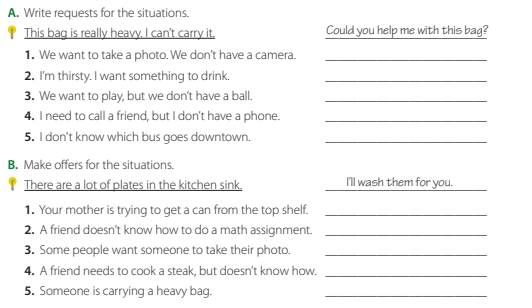 A. Write requests for the situations.
This bag is really heavy. I can't carry it. Could you help me with this bag?
1. We want to take a photo. We don't have a camera.
2. I'm thirsty. I want something to drink.
3. We want to play, but we don't have a ball.
4. I need to call a friend, but I don't have a phone.
5. I don't know which bus goes downtown.
B. Make offers for the situations.
There are a lot of plates in the kitchen sink. I'll wash them for you.
1. Your mother is trying to get a can from the top shelf.
2. A friend doesn't know how to do a math assignment.
3. Some people want someone to take their photo.
4. A friend needs to cook a steak, but doesn't know how.
5. Someone is carrying a heavy bag.